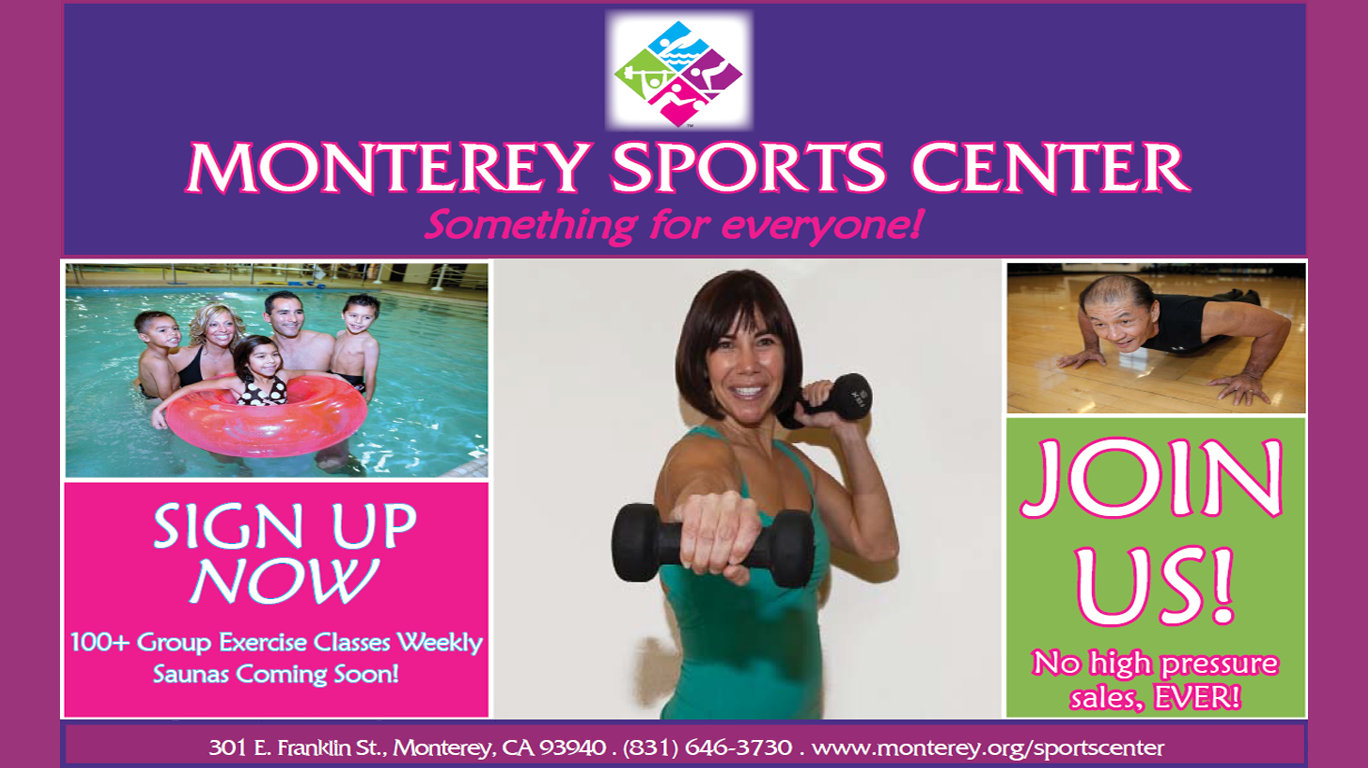 MONTEREY SPORTS CENTER
Something for everyone!
SIGN UP
NOW
100+ Group Exercise Classes Weekly
Saunas Coming Soon!
JOIN
US!
No high pressure
sales, EVER!
301 E. Franklin St., Monterey, CA 93940 . (831) 646-3730 . www.monterey.org/sportscenter